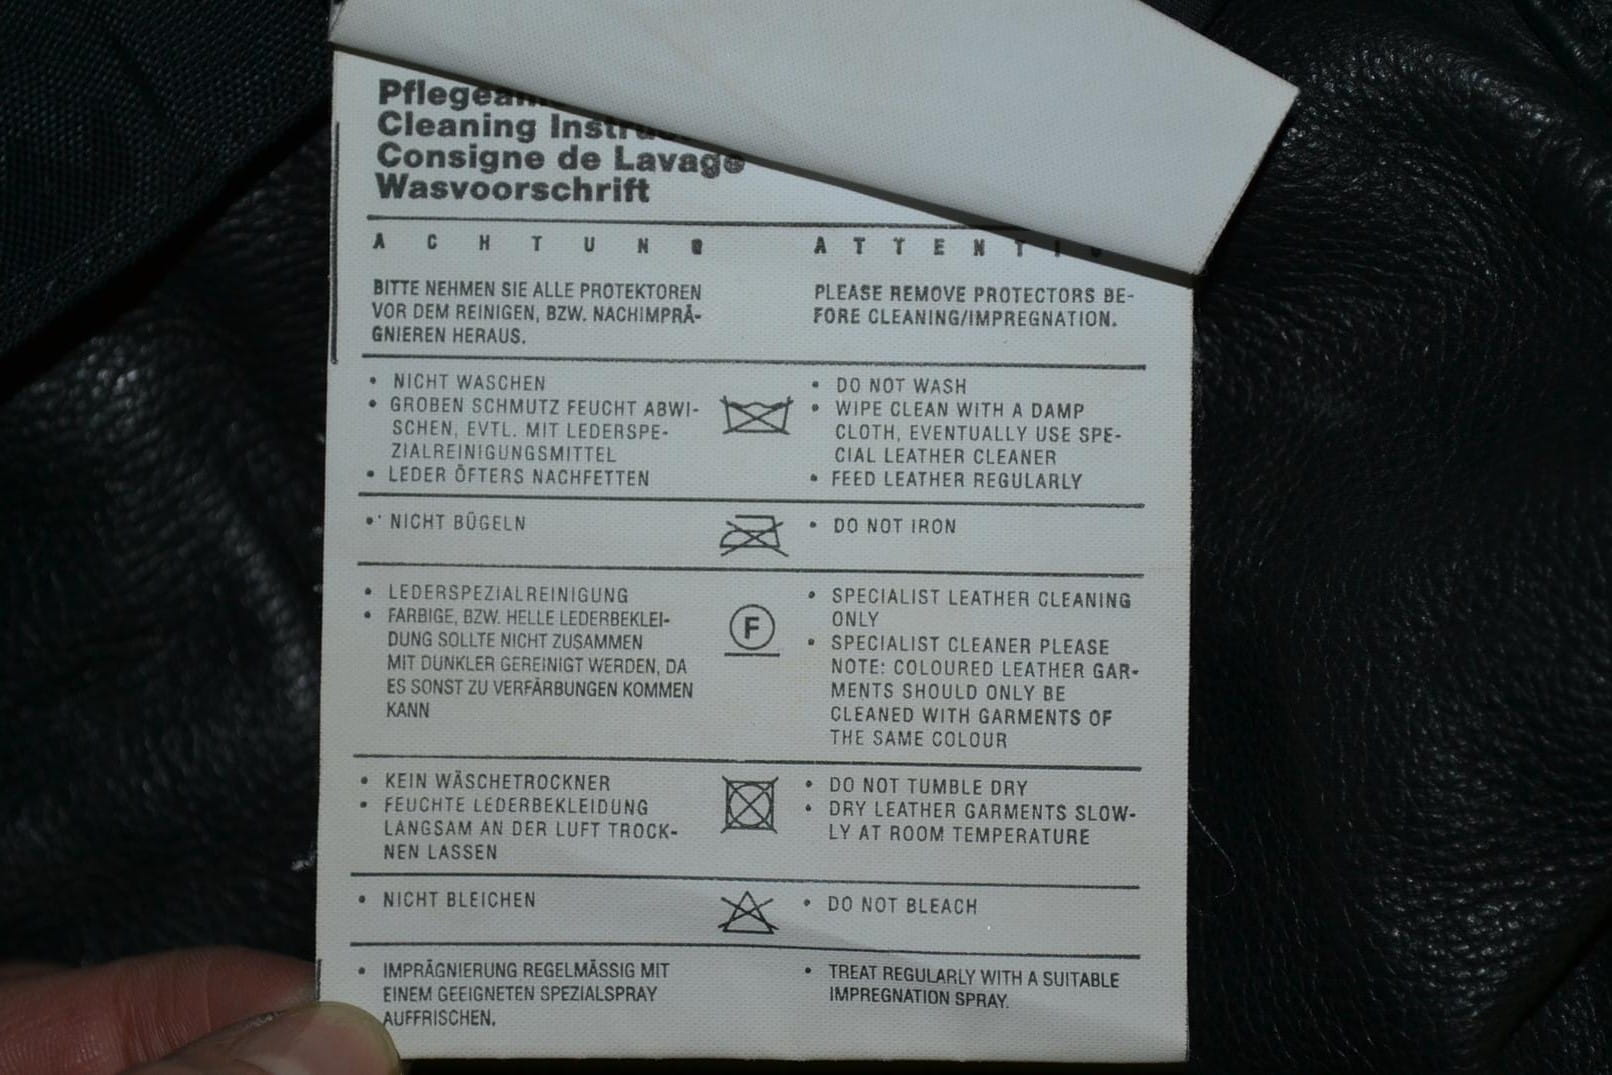 Cleaning
Consigne de Lavage
Wasvoorschrift
ACHTUNG
BITTE NEHMEN SIE ALLE PROTEKTOREN
VOR DEM REINIGEN, BZW. NACHIMPRÄ-
GNIEREN HERAUS.
PLEASE REMOVE PROTECTORS BE-
FORE CLEANING/IMPREGNATION.
• NICHT WASCHEN
• GROBEN SCHMUTZ FEUCHT ABWI-
SCHEN, EVTL. MIT LEDERSPE-
ZIALREINIGUNGSMITTEL
• LEDER ÖFTERS NACHFETTEN
• DO NOT WASH
• WIPE CLEAN WITH A DAMP
CLOTH, EVENTUALLY USE SPE-
CIAL LEATHER CLEANER
• FEED LEATHER REGULARLY
• NICHT BÜGELN
• DO NOT IRON
• LEDERSPEZIALREINIGUNG
• FARBIGE, BZW. HELLE LEDERBEKLEI-
DUNG SOLLTE NICHT ZUSAMMEN
MIT DUNKLER GEREINIGT WERDEN, DA
ES SONST ZU VERFÄRBUNGEN KOMMEN
KANN
F
• SPECIALIST LEATHER CLEANING
ONLY
• SPECIALIST CLEANER PLEASE
NOTE: COLOURED LEATHER GAR-
MENTS SHOULD ONLY BE
CLEANED WITH GARMENTS OF
THE SAME COLOUR
• KEIN WÄSCHETROCKNER
• FEUCHTE LEDERBEKLEIDUNG
LANGSAM AN DER LUFT TROCK-
NEN LASSEN
• DO NOT TUMBLE DRY
• DRY LEATHER GARMENTS SLOW-
LY AT ROOM TEMPERATURE
• NICHT BLEICHEN
• DO NOT BLEACH
• IMPRÄGNIERUNG REGELMÄSSIG MIT
EINEM GEEIGNETEN SPEZIALSPRAY
AUFFRISCHEN.
• TREAT REGULARLY WITH A SUITABLE
IMPREGNATION SPRAY.